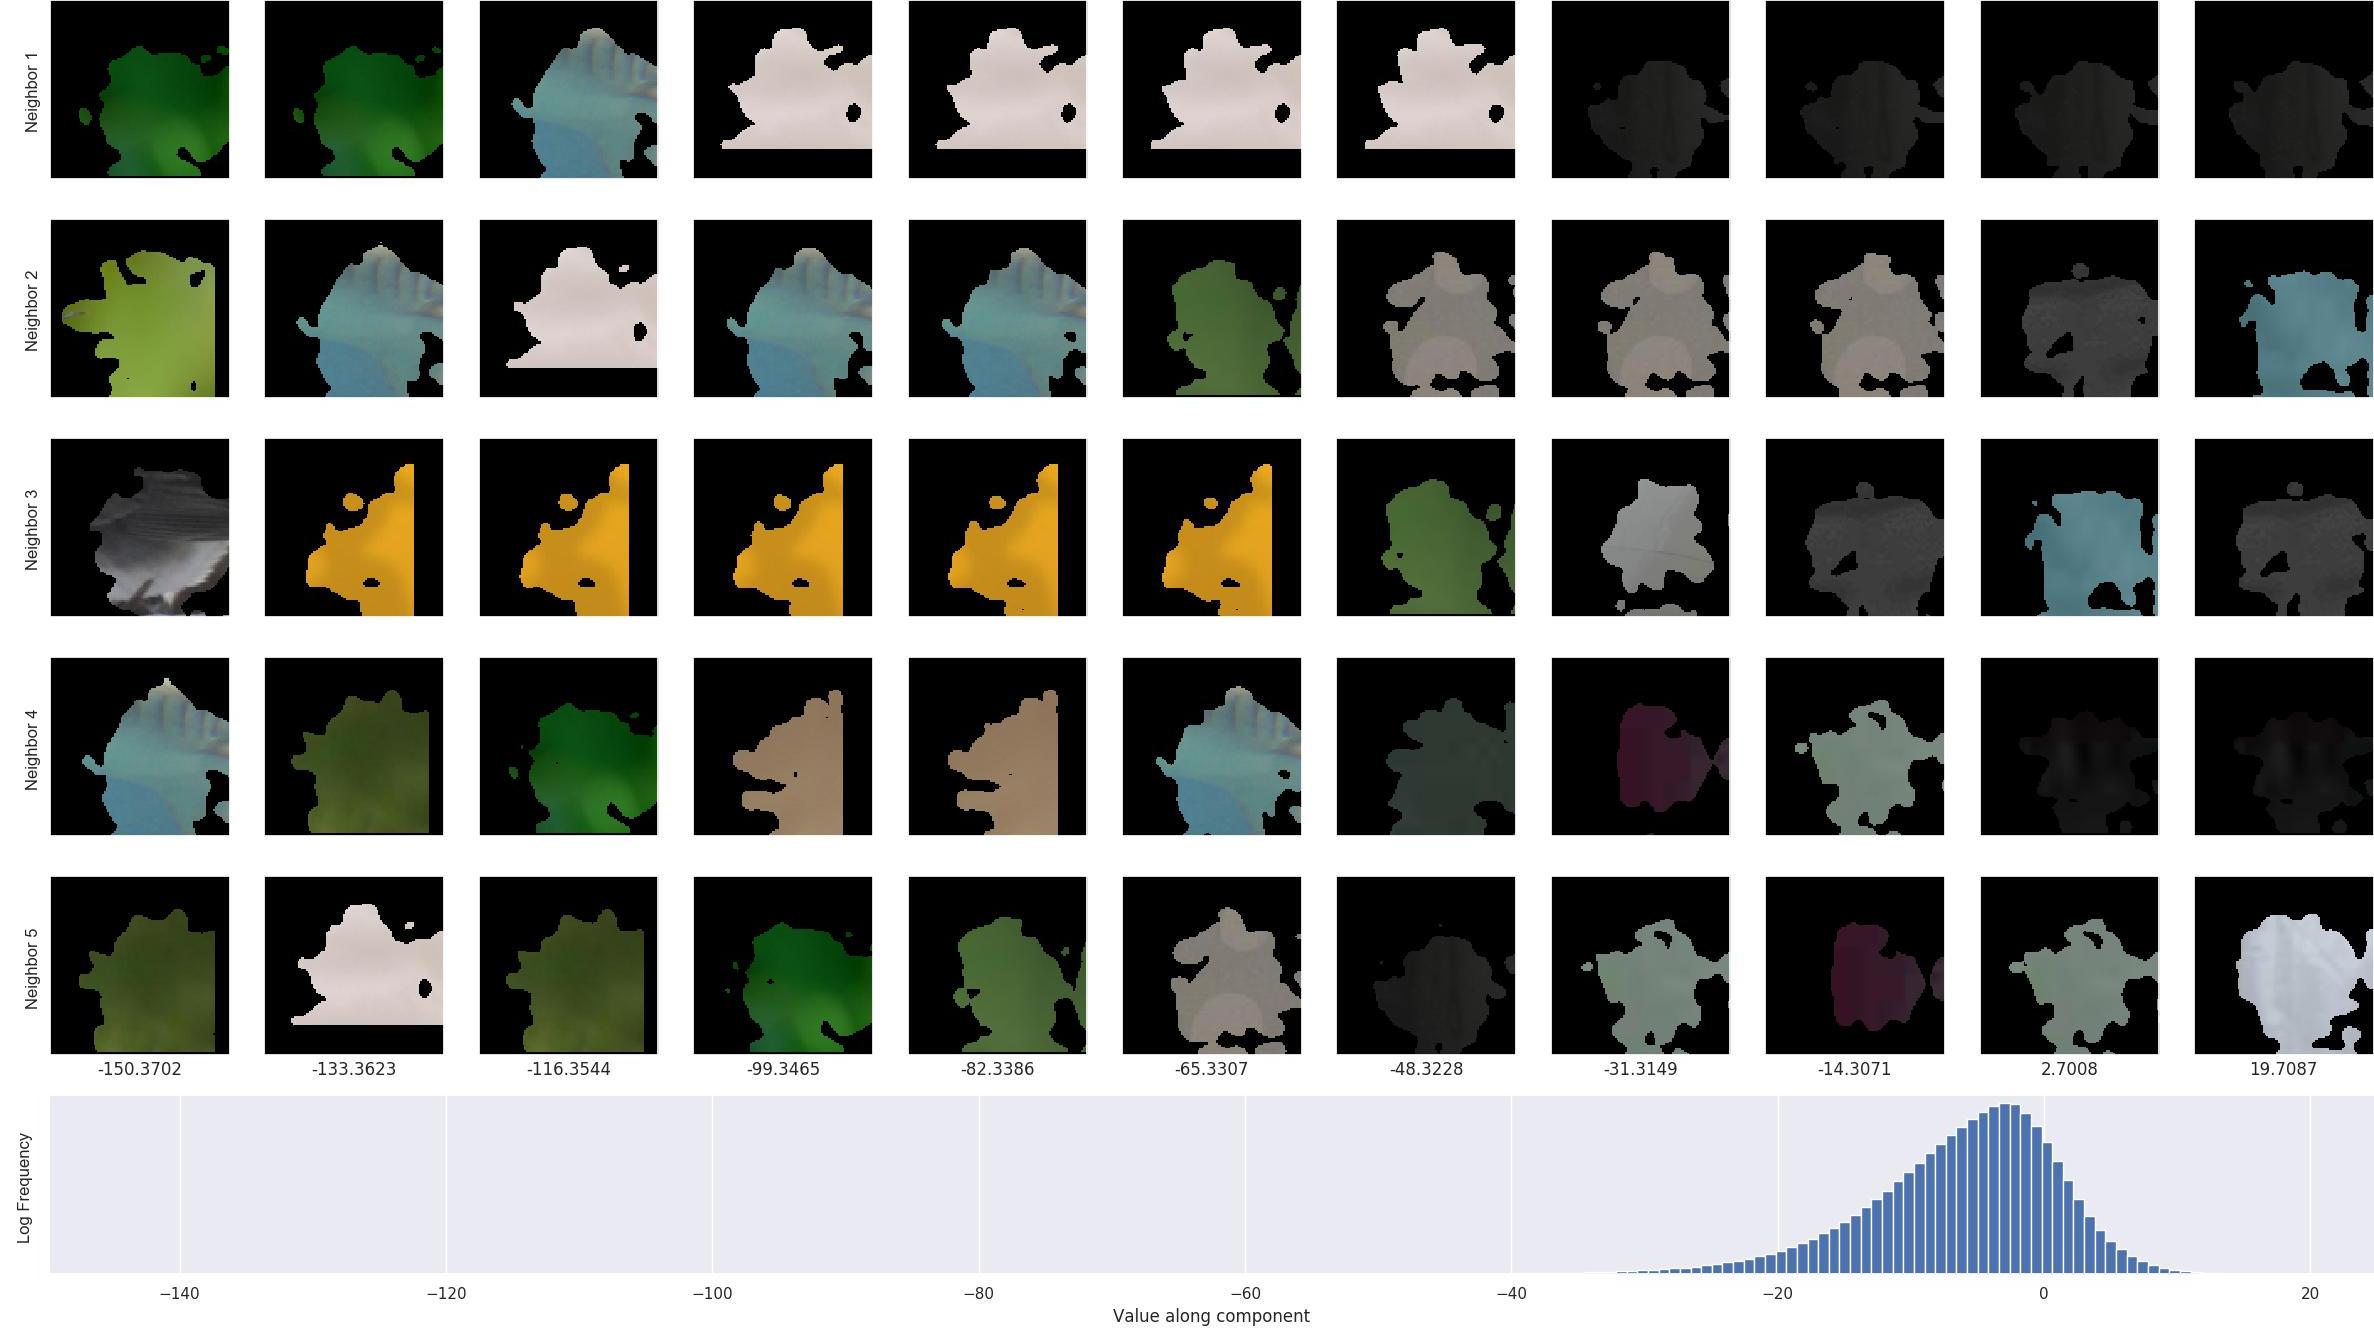 Neighbor 1
Neighbor 2
Neighbor 3
Neighbor 4
Neighbor 5
-150.3702 -133.3623 -116.3544 -99.3465 -82.3386 -65.3307 -48.3228 -31.3149 -14.3071 2.7008 19.7087
Log Frequency
−140 −120 −100 −80 −60 −40 −20 0 20
Value along component